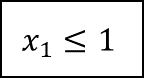 x₁ ≤ 1